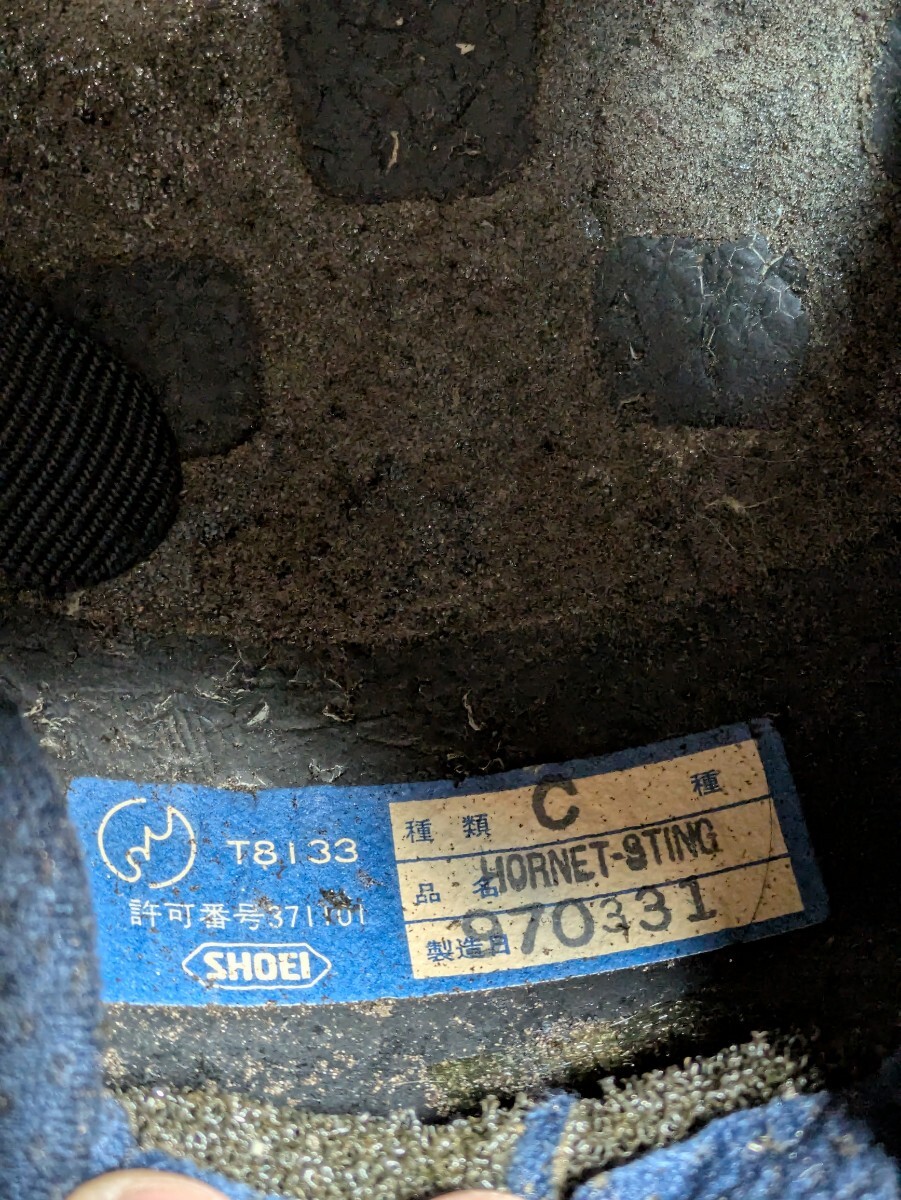 T8133
許可番号371101
SHOEI
種類 C 種
品名 HORNET-STING
製造日 970331